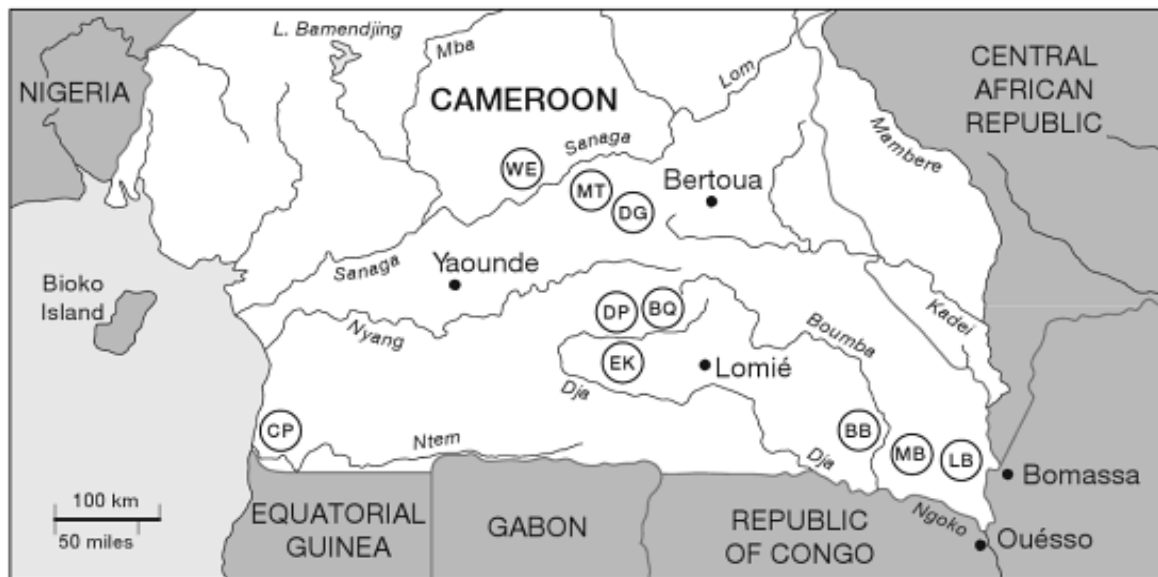 L. Bamendjing
Mba
Lom
NIGERIA
CAMEROON
CENTRAL
AFRICAN
REPUBLIC
Mambere
WE
Sanaga
MT
DG
Bertoua
Sanaga
Yaounde
Bioko
Island
Nyang
DP
BQ
Boumba
Kadei
EK
Lomié
Dja
CP
Ntem
BB
MB
LB
Dja
Bomassa
100 km
50 miles
EQUATORIAL
GUINEA
GABON
REPUBLIC
OF CONGO
Ngoko
Ouésso